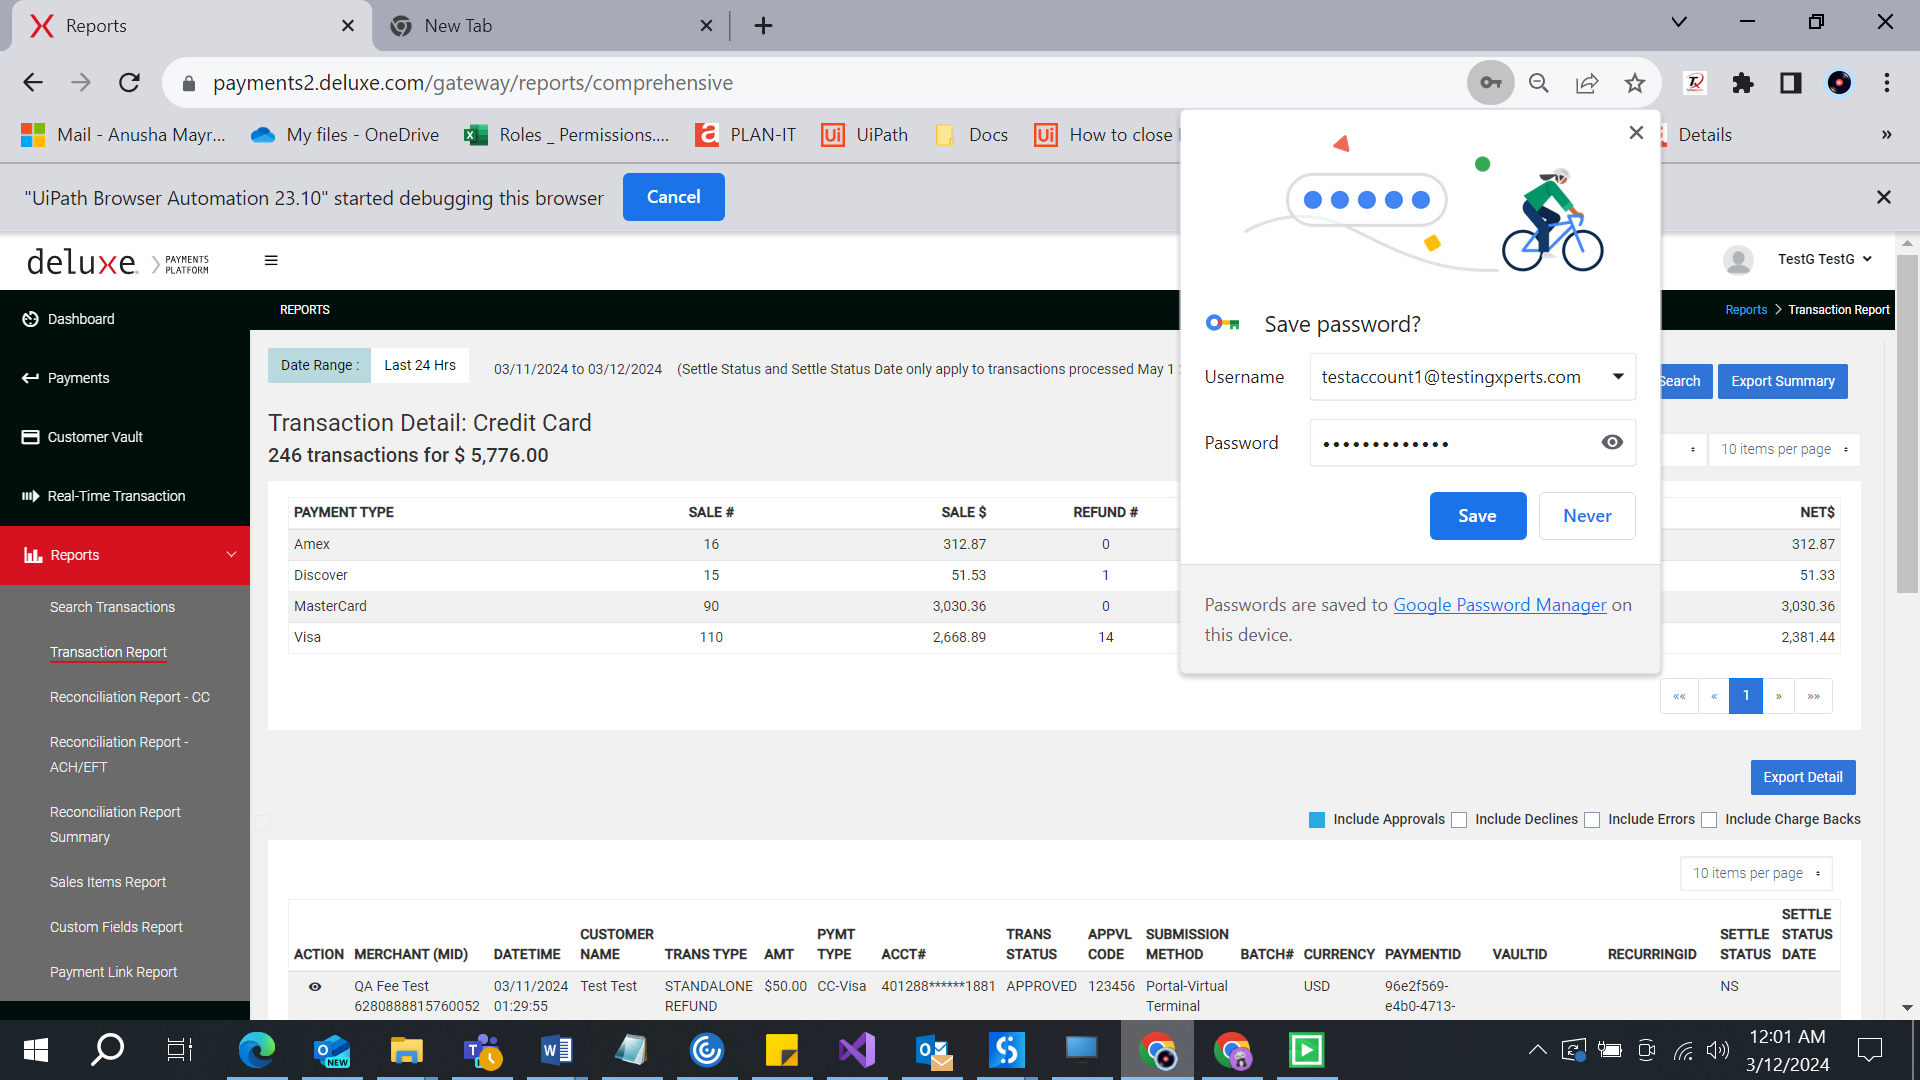 Reports
New Tab
payments2.deluxe.com/gateway/reports/comprehensive
Mail - Anusha Mayr...
My files - OneDrive
Roles _ Permissions....
PLAN-IT
UiPath
Docs
How to close
Details
»
"UiPath Browser Automation 23.10" started debugging this browser
Cancel
deluxe. PAYMENTS PLATFORM
TestG TestG
Dashboard
Payments
Customer Vault
Real-Time Transaction
Reports
Search Transactions
Transaction Report
Reconciliation Report - CC
Reconciliation Report -
ACH/EFT
Reconciliation Report
Summary
Sales Items Report
Custom Fields Report
Payment Link Report
REPORTS
Reports > Transaction Report
Date Range : Last 24 Hrs 03/11/2024 to 03/12/2024 (Settle Status and Settle Status Date only apply to transactions processed May 1
Search Export Summary
Transaction Detail: Credit Card
246 transactions for $ 5,776.00
10 items per page
PAYMENT TYPE SALE # SALE $ REFUND # NET$
Amex 16 312.87 0 312.87
Discover 15 51.53 1 51.33
MasterCard 90 3,030.36 0 3,030.36
Visa 110 2,668.89 14 2,381.44
«« « 1 » »»
Save password?
Username testaccount1@testingxperts.com
Password •••••••••••••
Save Never
Passwords are saved to Google Password Manager on
this device.
Export Detail
Include Approvals Include Declines Include Errors Include Charge Backs
10 items per page
ACTION MERCHANT (MID) DATETIME CUSTOMER NAME TRANS TYPE AMT PYMT TYPE ACCT# TRANS STATUS APPVL CODE SUBMISSION METHOD BATCH# CURRENCY PAYMENTID VAULTID RECURRINGID SETTLE STATUS SETTLE STATUS DATE
QA Fee Test 03/11/2024 Test Test STANDALONE $50.00 CC-Visa 401288******1881 APPROVED 123456 Portal-Virtual USD 96e2f569- NS
6280888815760052 01:29:55 REFUND Terminal e4b0-4713-
NEW
12:01 AM
3/12/2024